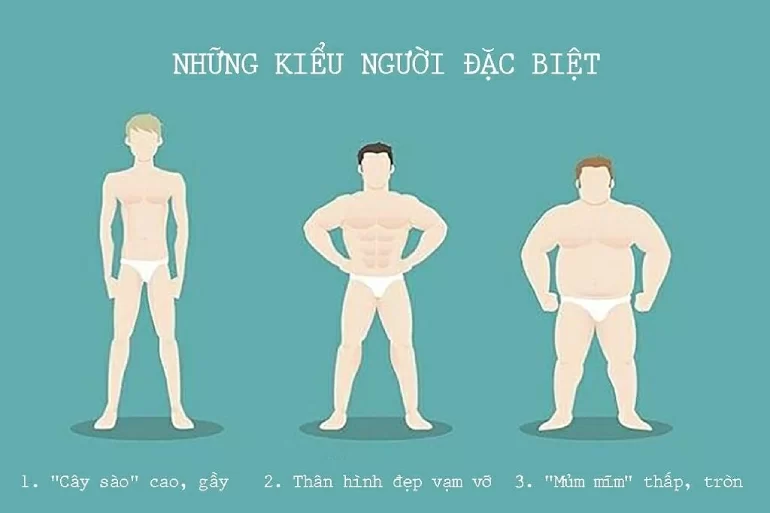 NHỮNG KIỂU NGƯỜI ĐẶC BIỆT
1. "Cây sào" cao, gầy
2. Thân hình đẹp vạm vỡ
3. "Mủm mĩm" thấp, tròn